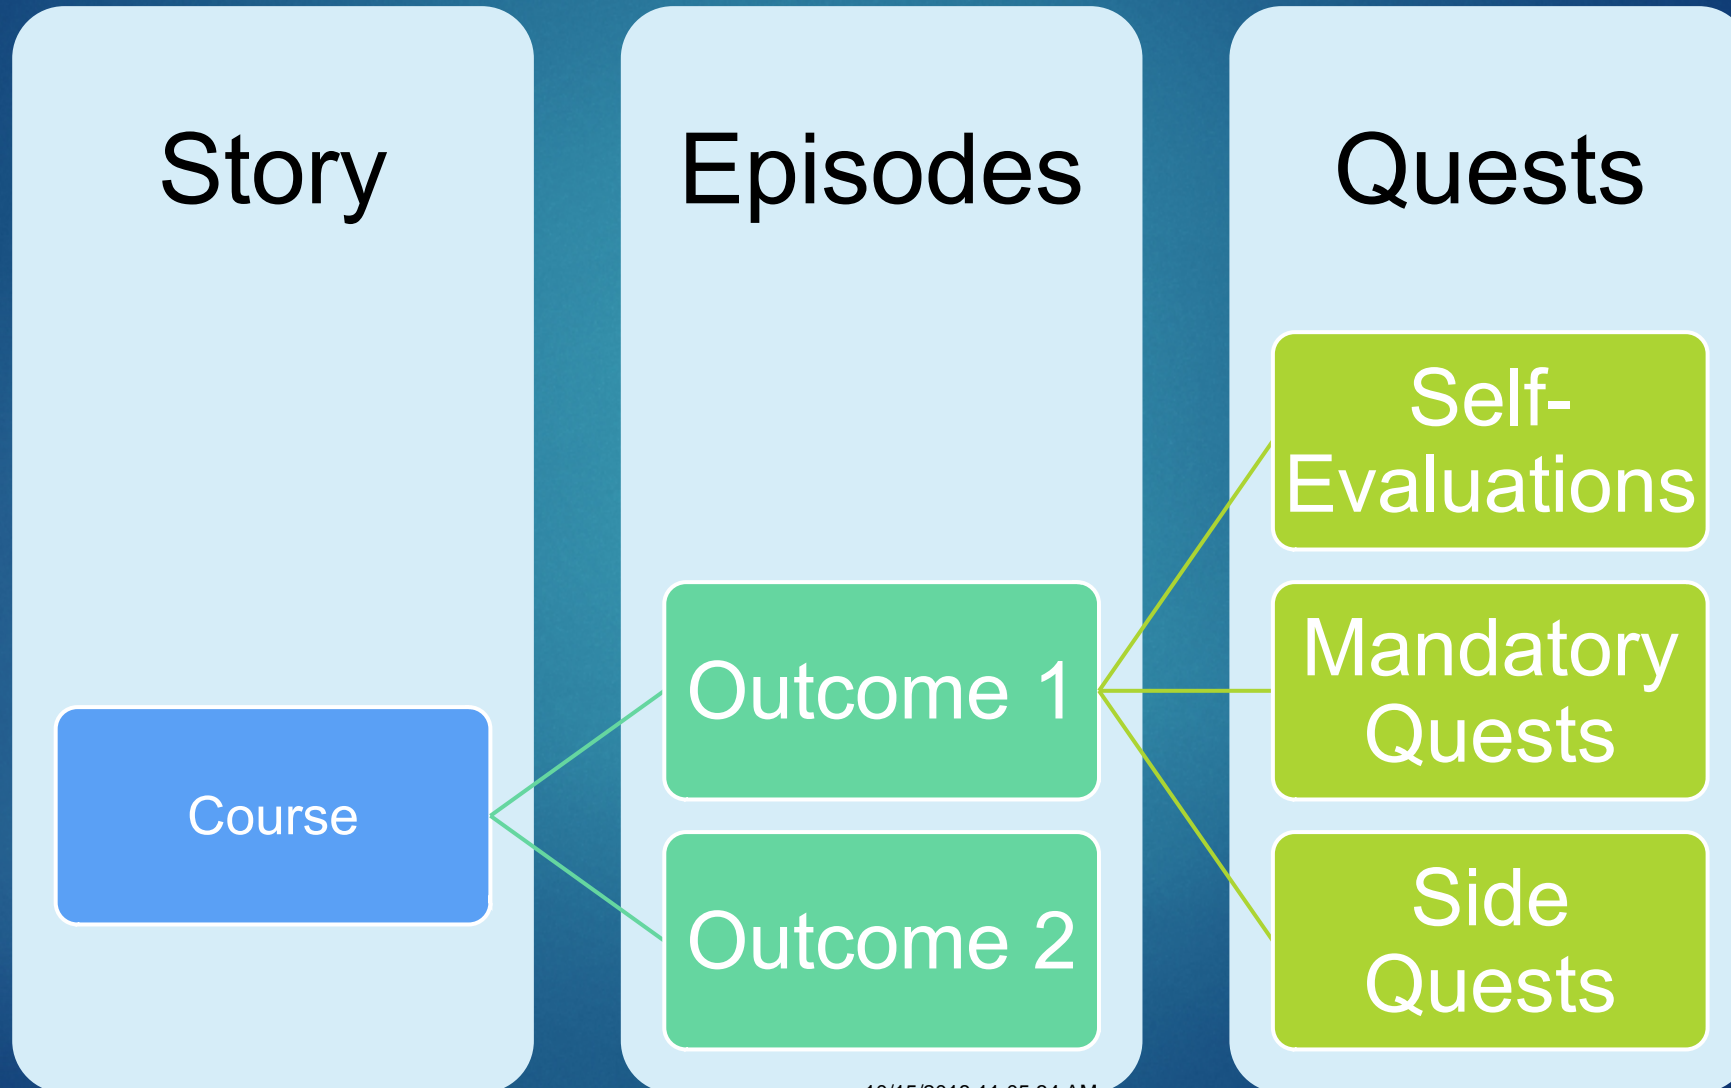 Story
Episodes
Quests
Course
Outcome 1
Outcome 2
Self-
Evaluations
Mandatory
Quests
Side
Quests